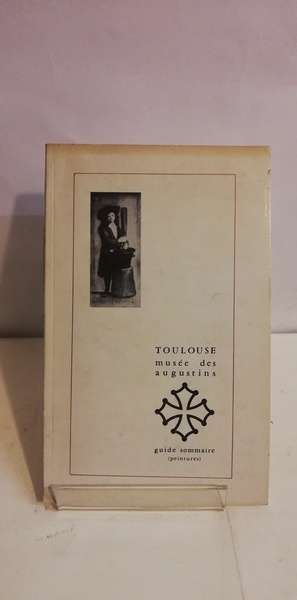 TOULOUSE
musée des
augustins
guide sommaire
(peintures)